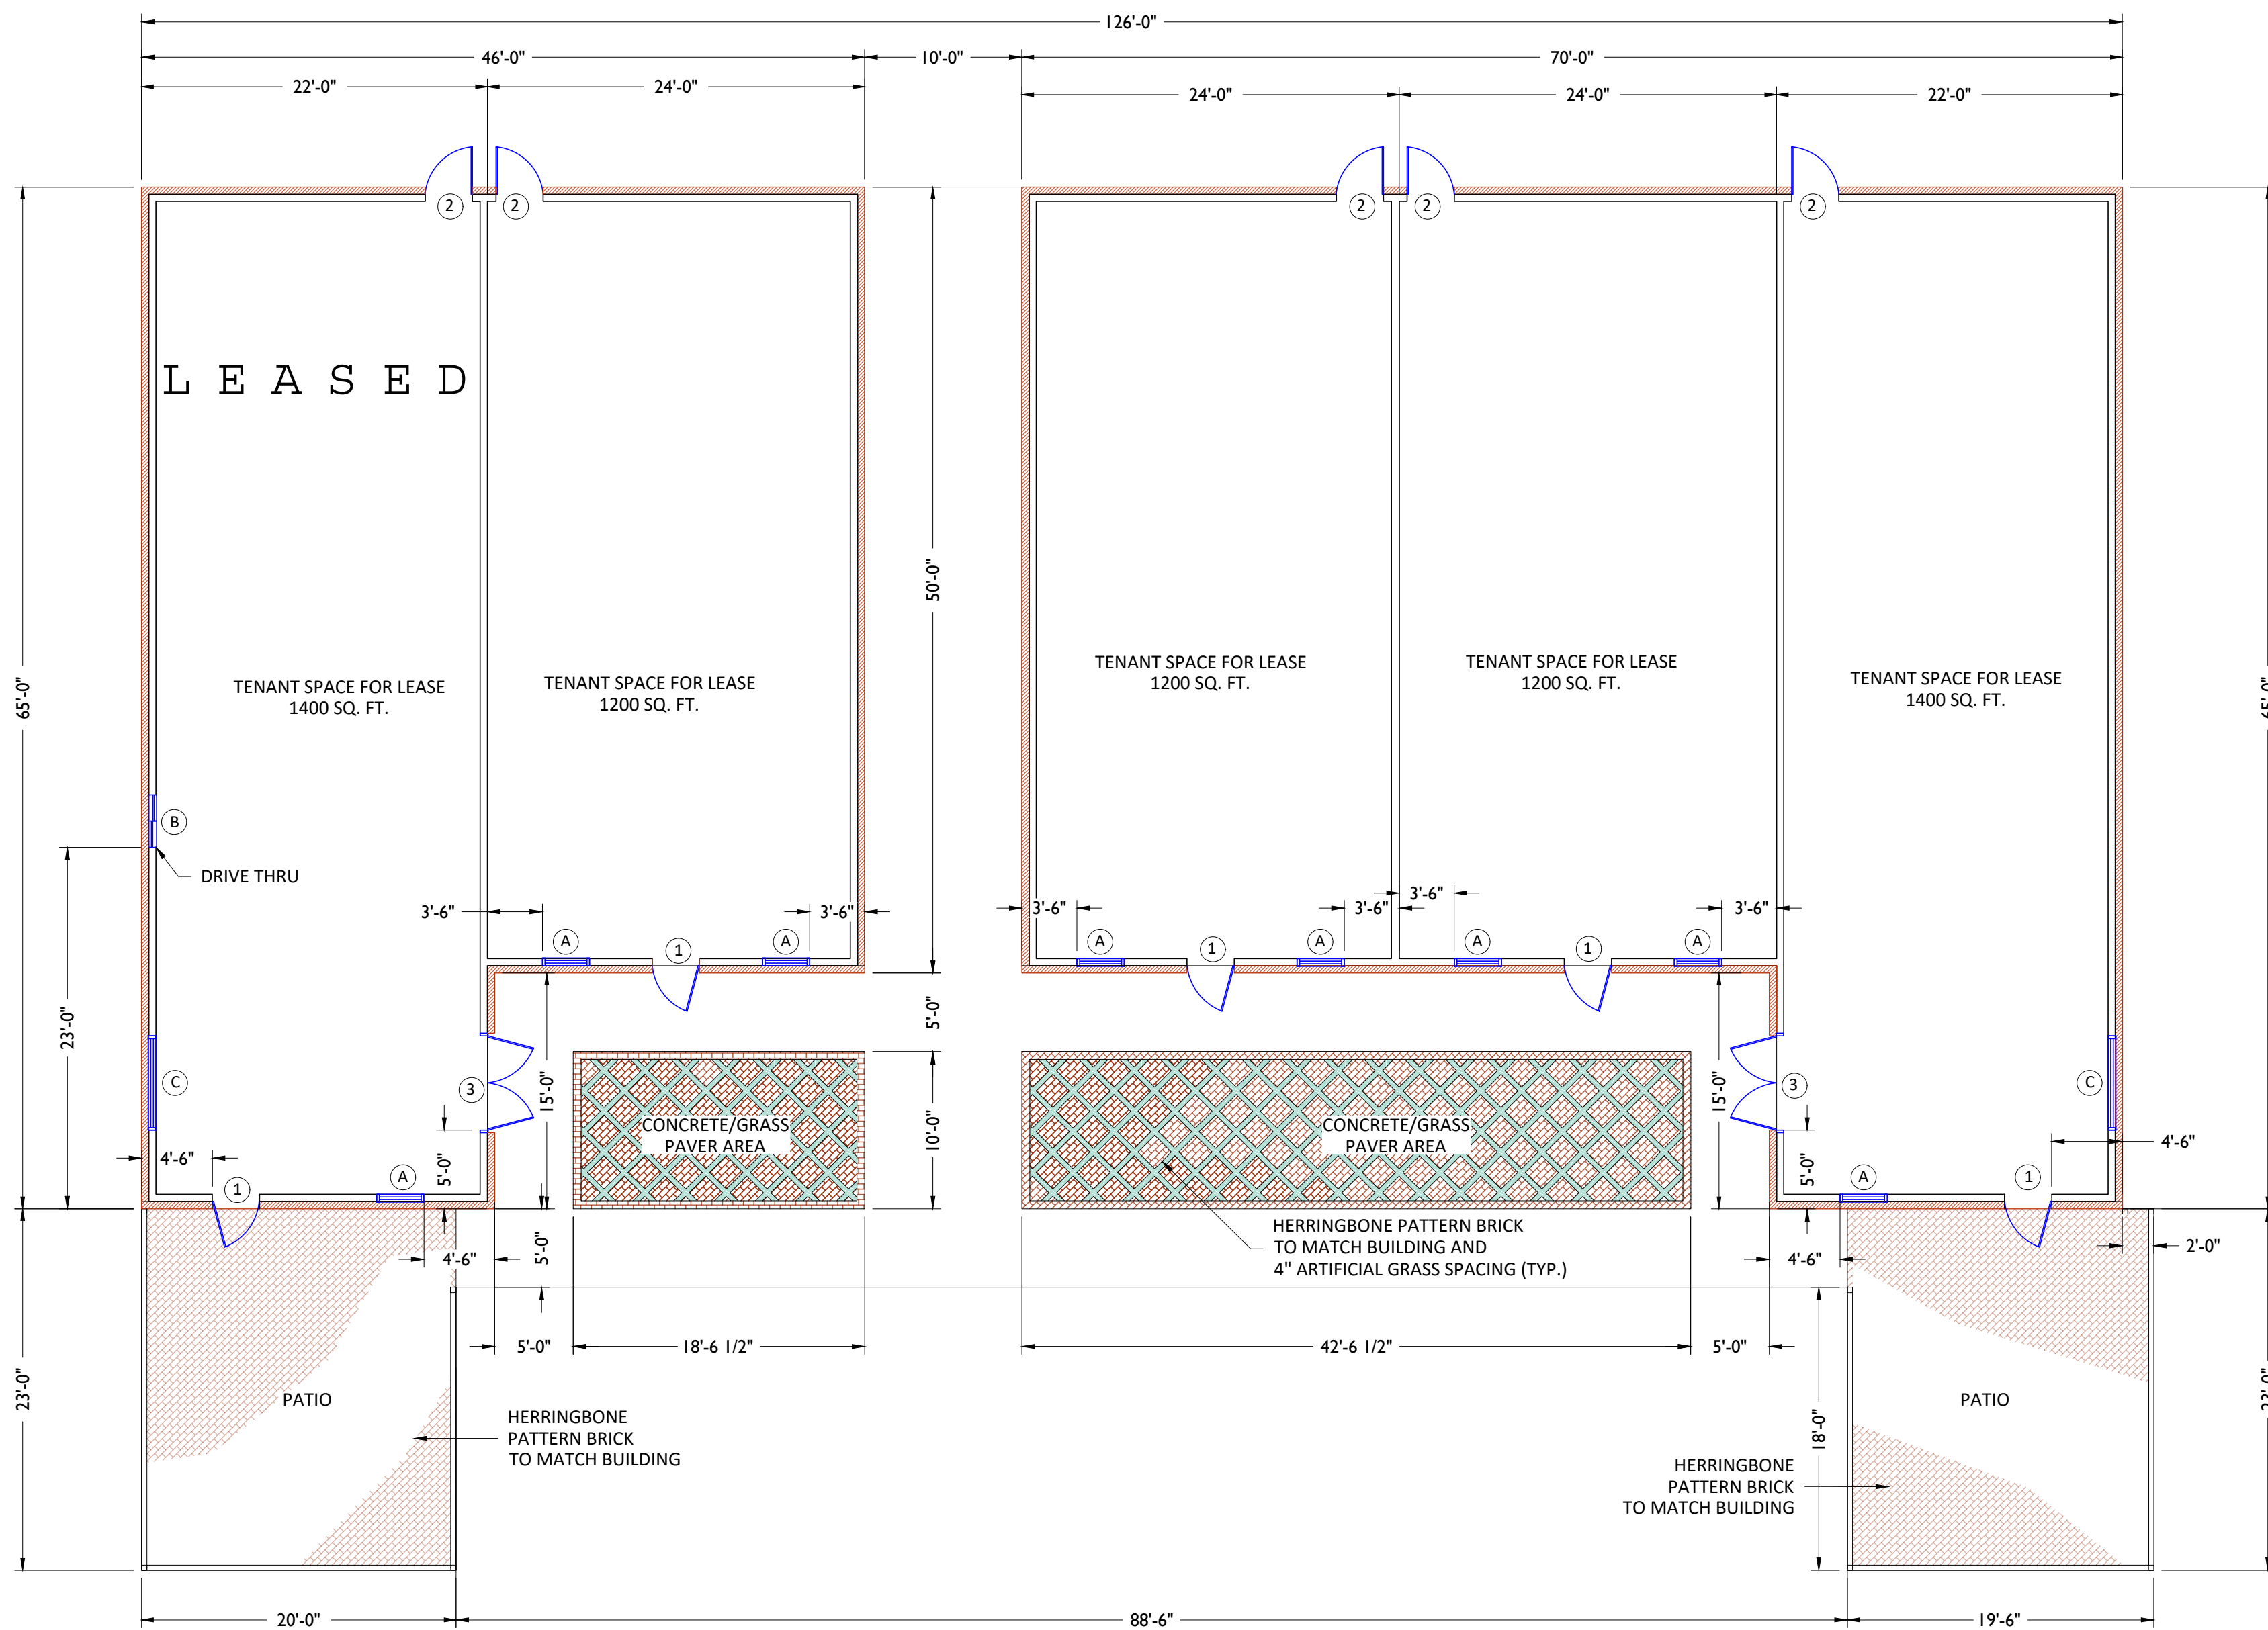 126'-0"
46'-0"
10'-0"
70'-0"
22'-0"
24'-0"
24'-0"
24'-0"
22'-0"
2
2
2
2
2
L E A S E D
50'-0"
65'-0"
65'-0"
TENANT SPACE FOR LEASE
1400 SQ. FT.
TENANT SPACE FOR LEASE
1200 SQ. FT.
TENANT SPACE FOR LEASE
1200 SQ. FT.
TENANT SPACE FOR LEASE
1200 SQ. FT.
TENANT SPACE FOR LEASE
1400 SQ. FT.
B
DRIVE THRU
3'-6"
3'-6"
3'-6"
3'-6"
3'-6"
3'-6"
A
1
A
A
1
A
A
1
A
23'-0"
5'-0"
C
3
15'-0"
10'-0"
CONCRETE/GRASS
PAVER AREA
CONCRETE/GRASS
PAVER AREA
15'-0"
3
C
4'-6"
5'-0"
5'-0"
4'-6"
1
A
A
1
4'-6"
5'-0"
HERRINGBONE PATTERN BRICK
TO MATCH BUILDING AND
4" ARTIFICIAL GRASS SPACING (TYP.)
4'-6"
2'-0"
5'-0"
18'-6 1/2"
42'-6 1/2"
5'-0"
23'-0"
PATIO
HERRINGBONE
PATTERN BRICK
TO MATCH BUILDING
18'-0"
PATIO
23'-0"
HERRINGBONE
PATTERN BRICK
TO MATCH BUILDING
20'-0"
88'-6"
19'-6"